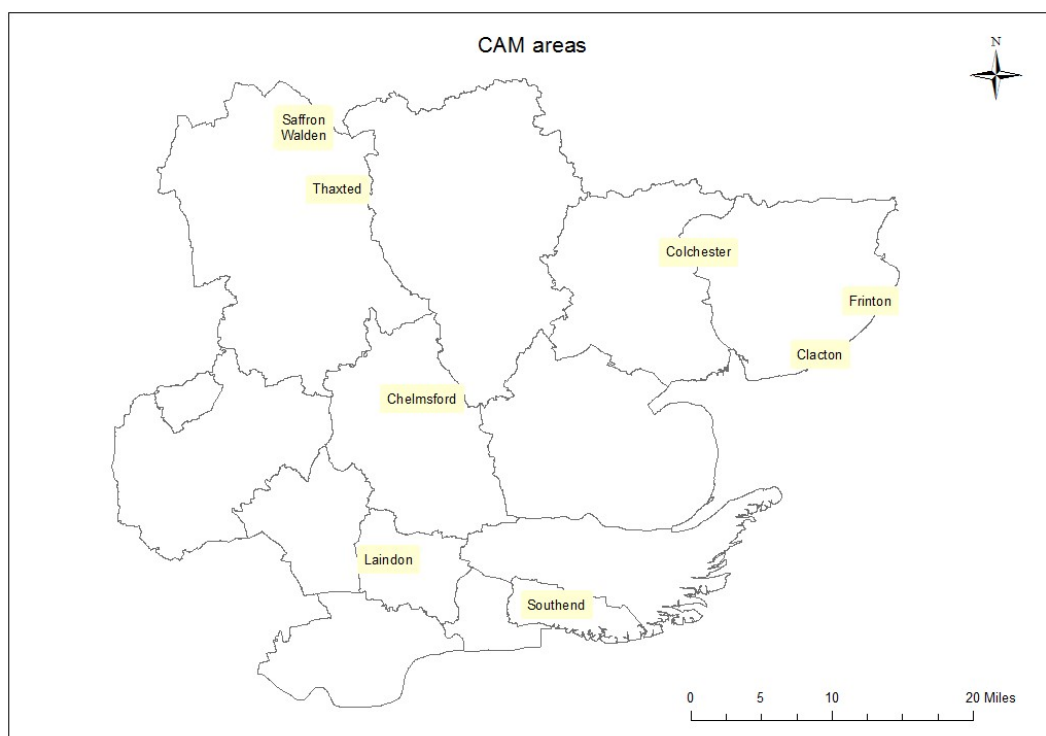 CAM areas
N
Saffron
Walden
Thaxted
Colchester
Frinton
Clacton
Chelmsford
Laindon
Southend
0 5 10 20 Miles